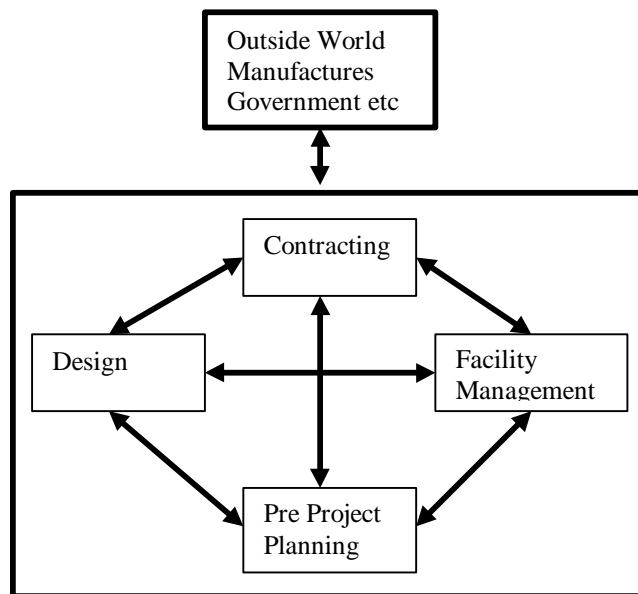 Outside World
Manufactures
Government etc
Contracting
Design
Facility
Management
Pre Project
Planning